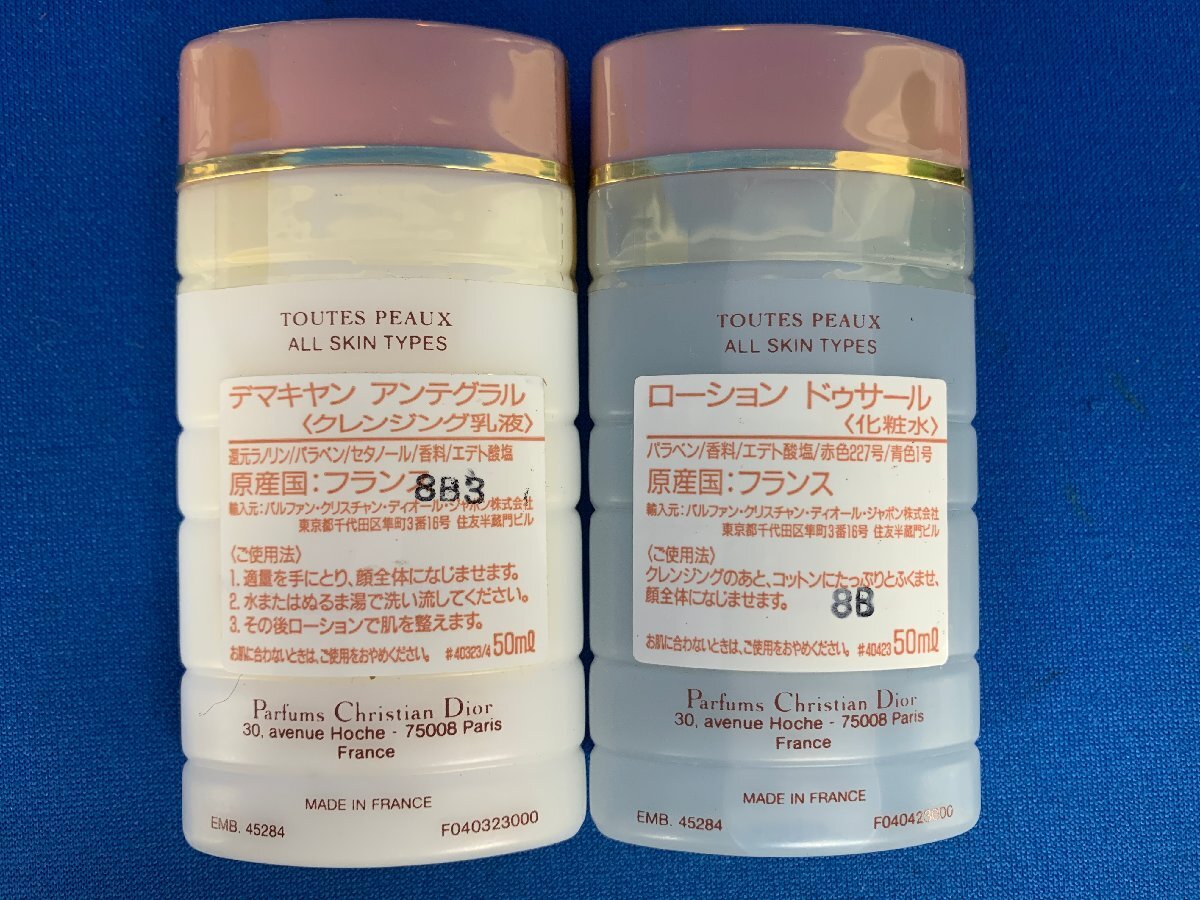 TOUTES PEAUX
ALL SKIN TYPES
デマキヤン アンテグラル
〈クレンジング乳液〉
還元ラノリン/パラベン/セタノール/香料/エデト酸塩
原産国:フランス
8B3
輸入元:パルファン・クリスチャン・ディオール・ジャポン株式会社
東京都千代田区隼町3番16号 住友半蔵門ビル
〈ご使用法〉
1. 適量を手にとり、顔全体になじませます。
2. 水またはぬるま湯で洗い流してください。
3. その後ローションで肌を整えます。
お肌に合わないときは、ご使用をおやめください。 #40323/4 50ml
Parfums Christian Dior
30, avenue Hoche - 75008 Paris
France
MADE IN FRANCE
EMB. 45284 F040323000
TOUTES PEAUX
ALL SKIN TYPES
ローション ドゥサール
〈化粧水〉
パラベン/香料/エデト酸塩/赤色227号/青色1号
原産国:フランス
輸入元:パルファン・クリスチャン・ディオール・ジャポン株式会社
東京都千代田区隼町3番16号 住友半蔵門ビル
〈ご使用法〉
クレンジングのあと、コットンにたっぷりとふくませ、
顔全体になじませます。
8B
お肌に合わないときは、ご使用をおやめください。 #40423 50ml
Parfums Christian Dior
30, avenue Hoche - 75008 Paris
France
MADE IN FRANCE
EMB. 45284 F040423000